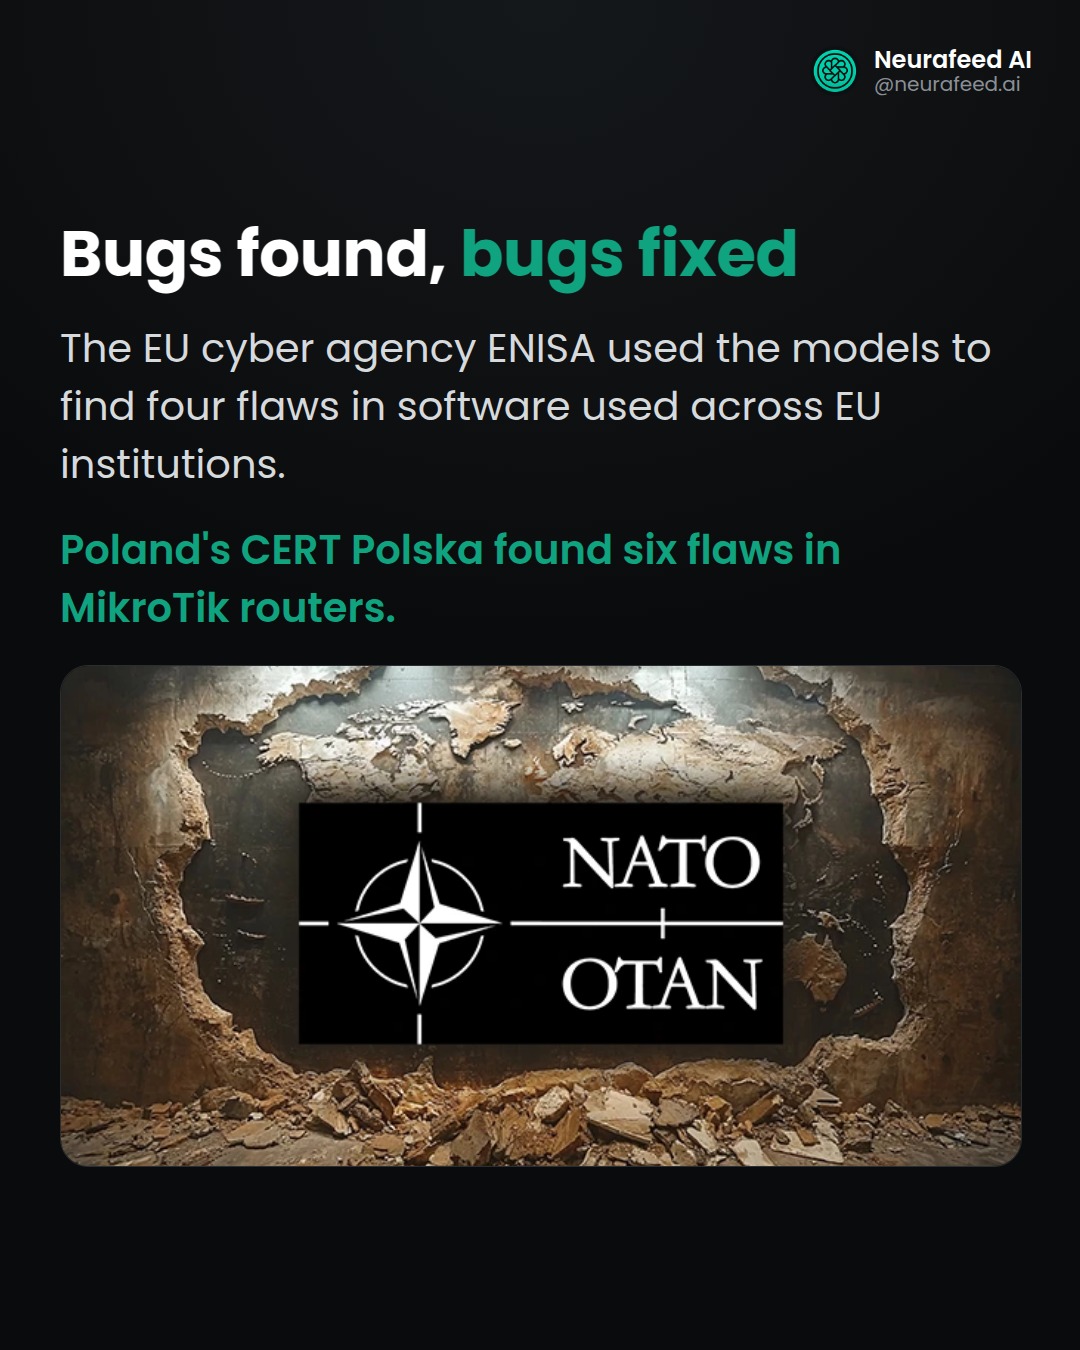 Neurafeed AI
@neurafeed.ai
Bugs found, bugs fixed
The EU cyber agency ENISA used the models to
find four flaws in software used across EU
institutions.
Poland's CERT Polska found six flaws in
MikroTik routers.
NATO
OTAN